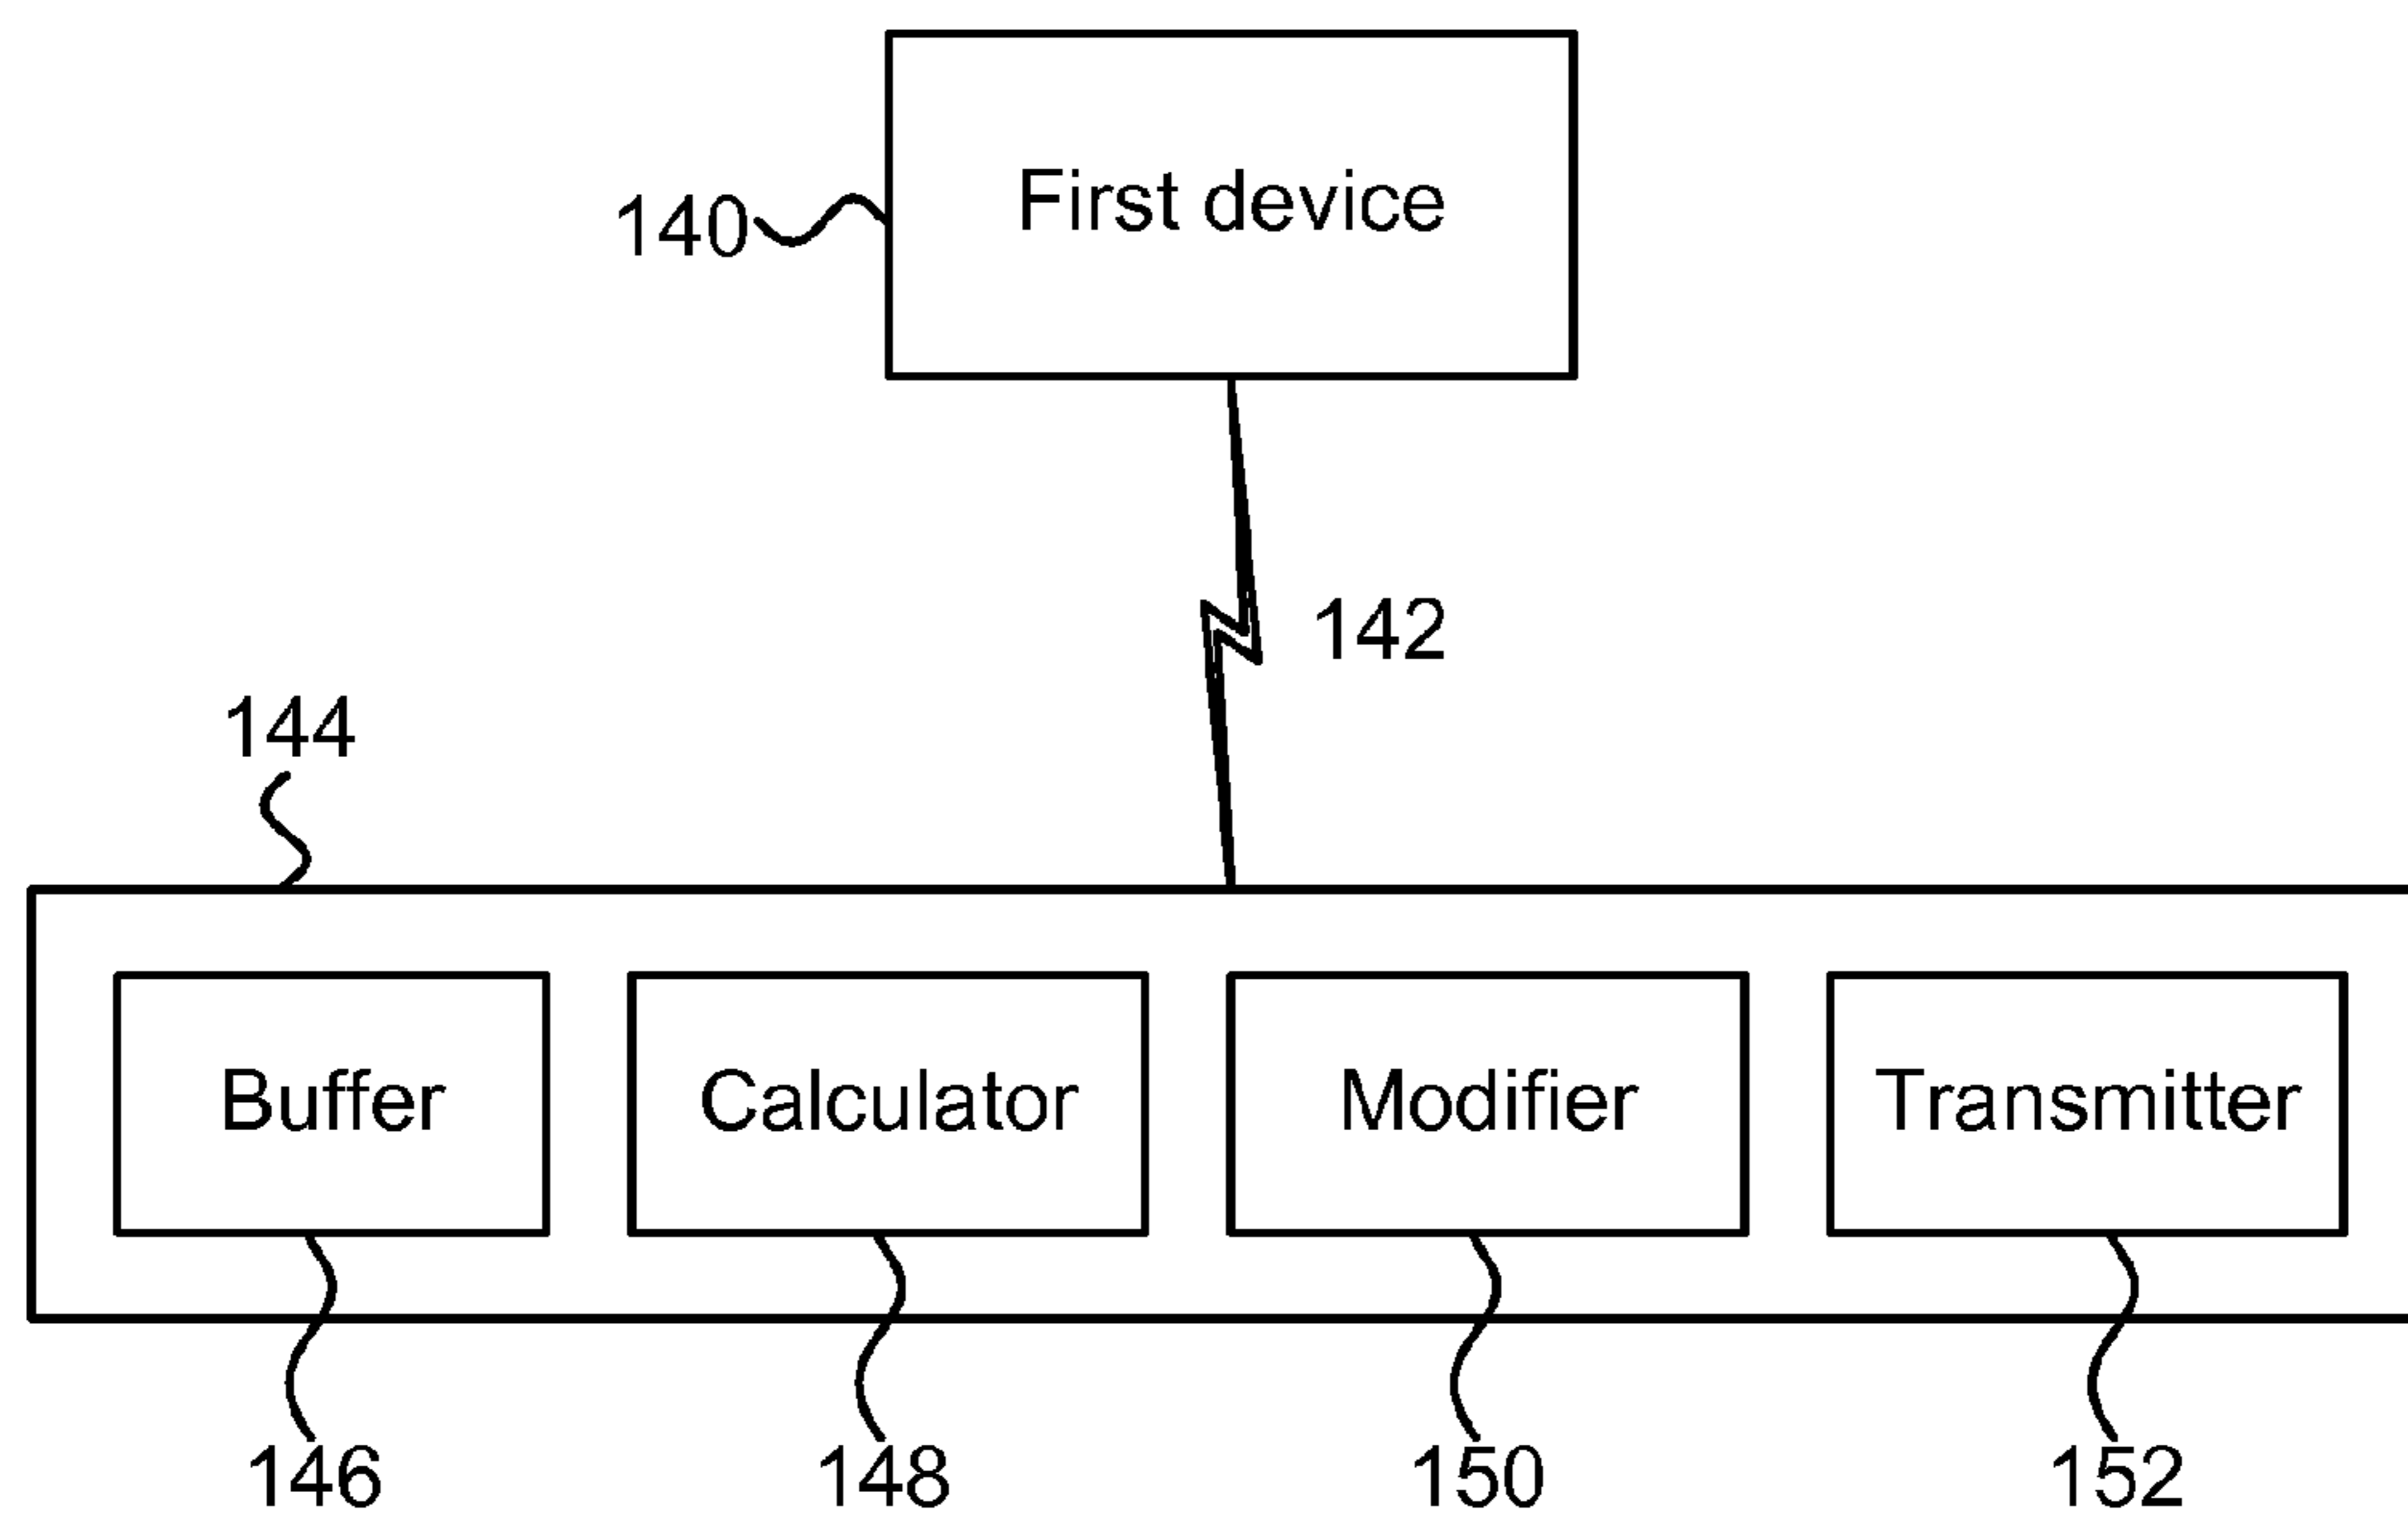 First device
140
142
144
Buffer
Calculator
Modifier
Transmitter
146
148
150
152